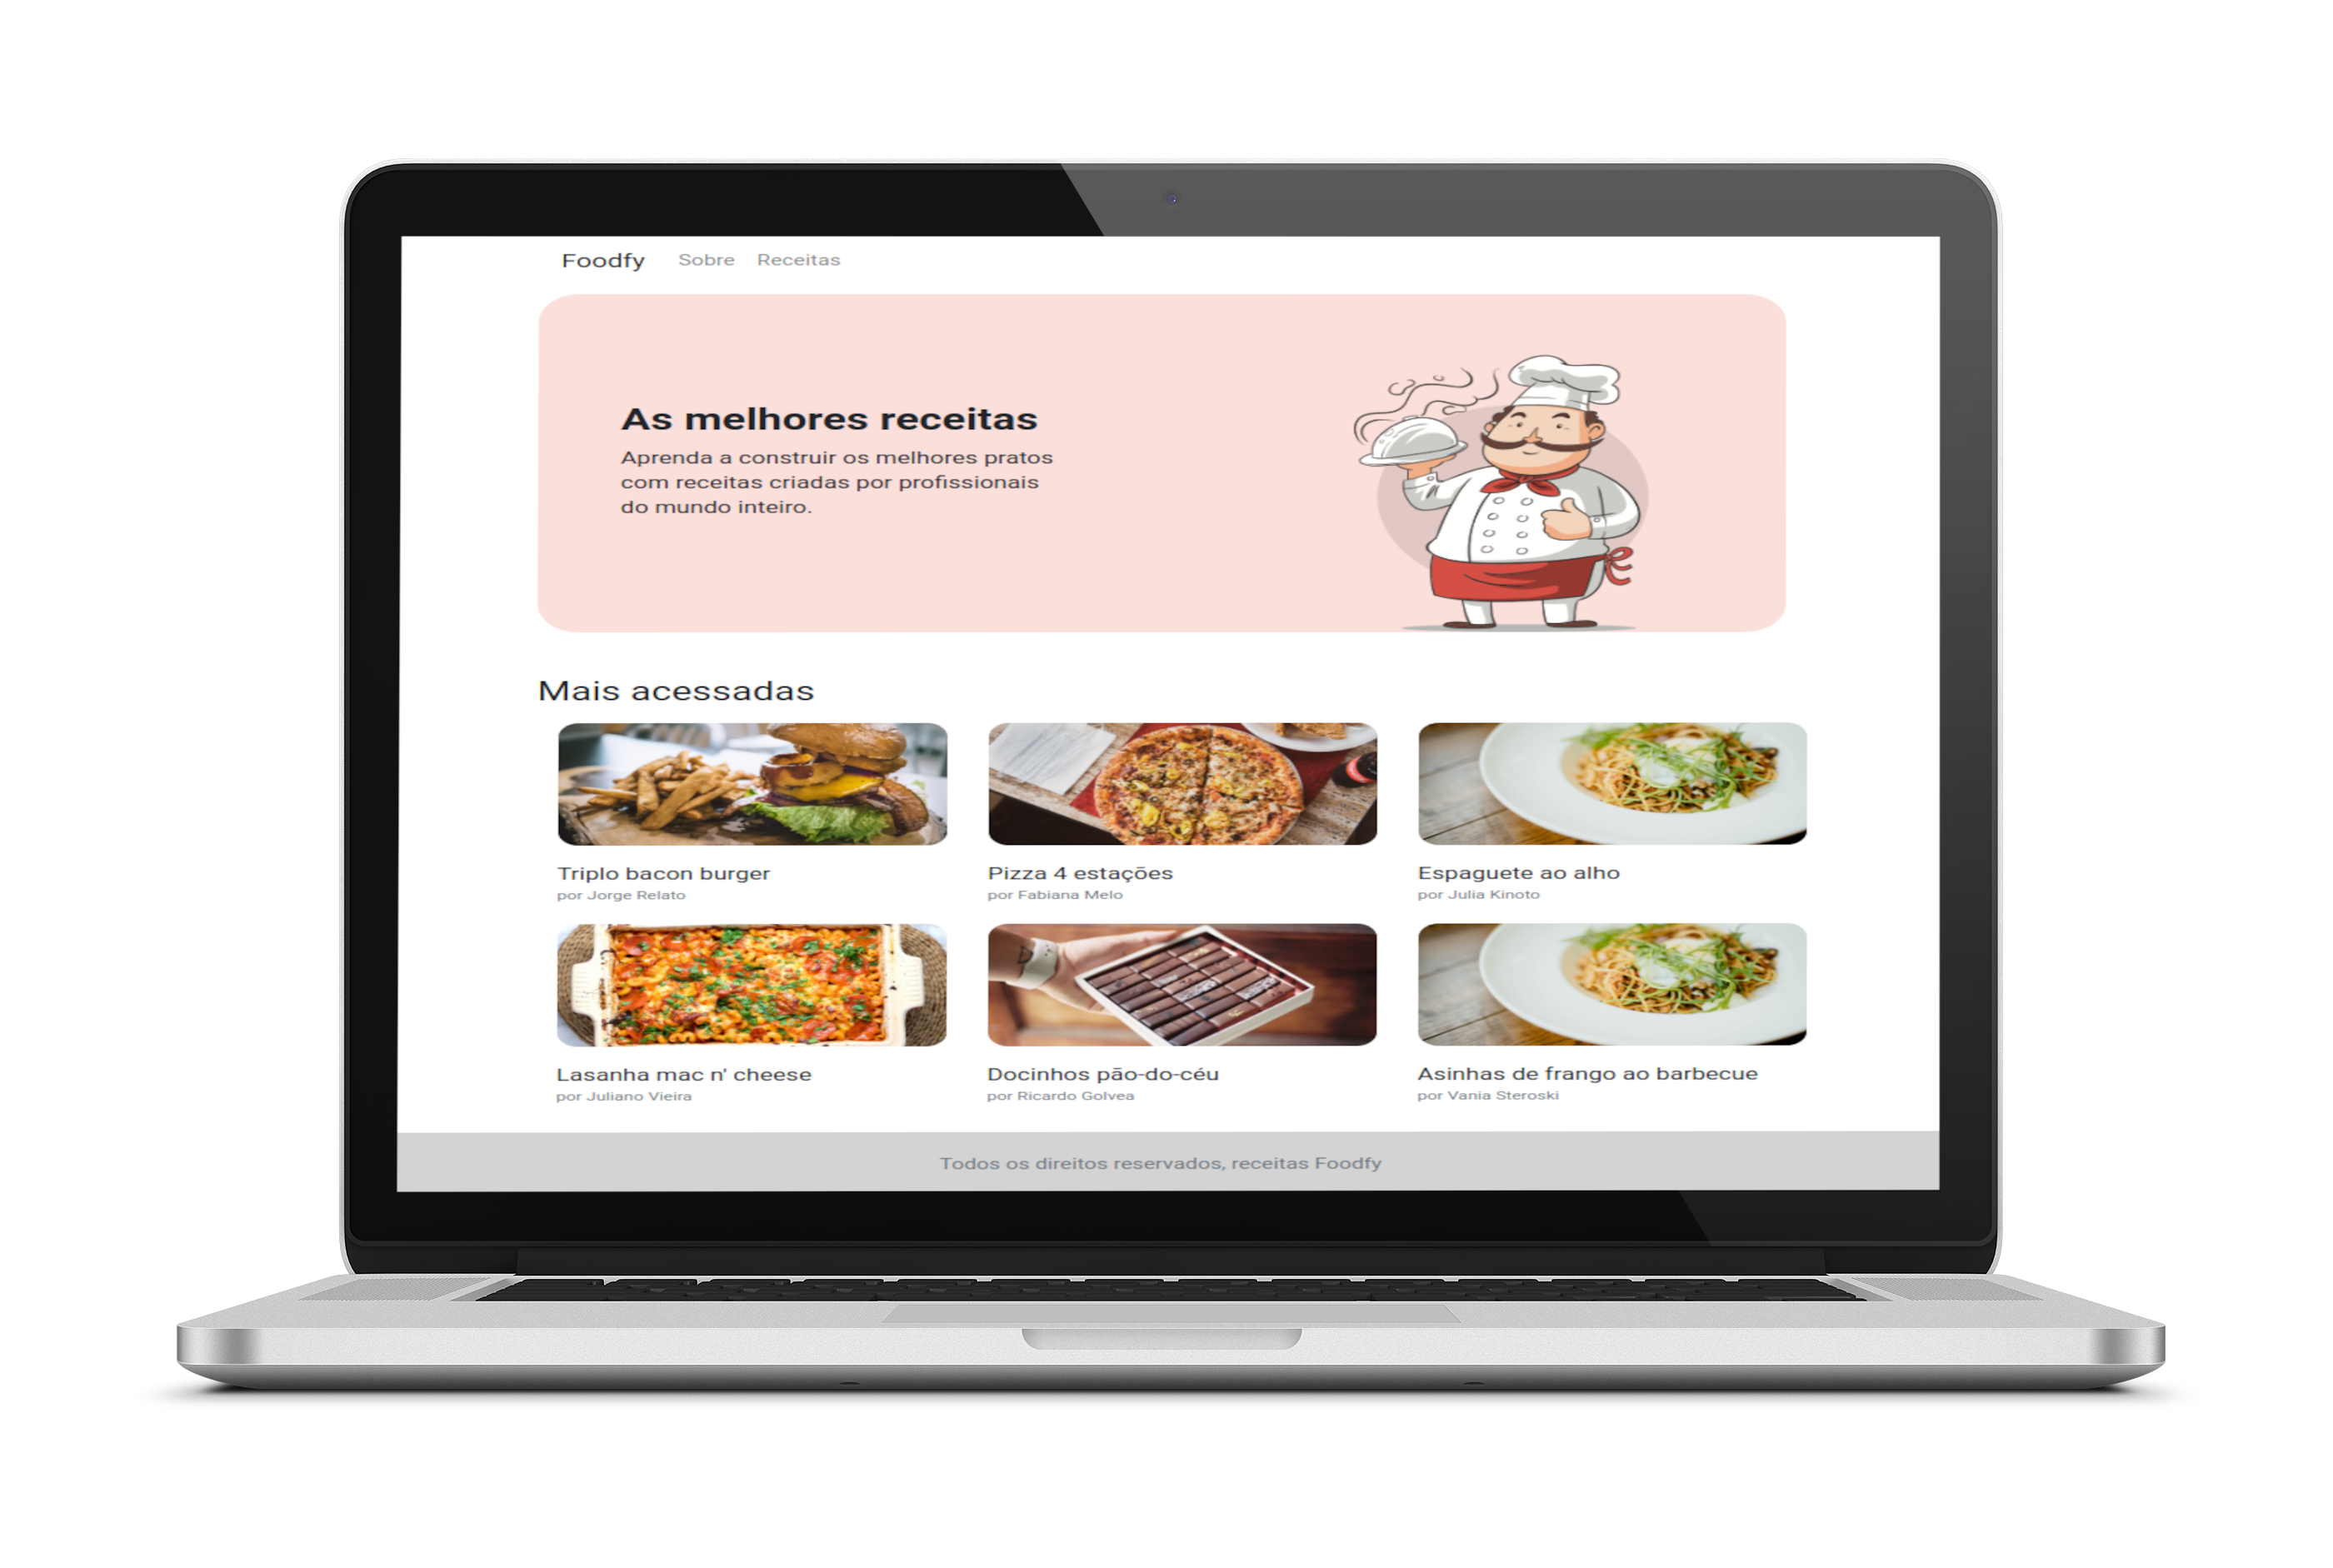 Foodfy Sobre Receitas
As melhores receitas
Aprenda a construir os melhores pratos
com receitas criadas por profissionais
do mundo inteiro.
Mais acessadas
Triplo bacon burger
por Jorge Relato
Pizza 4 estações
por Fabiana Melo
Espaguete ao alho
por Julia Kinoto
Lasanha mac n' cheese
por Juliano Vieira
Docinhos pão-do-céu
por Ricardo Golvea
Asinhas de frango ao barbecue
por Vania Steroski
Todos os direitos reservados, receitas Foodfy